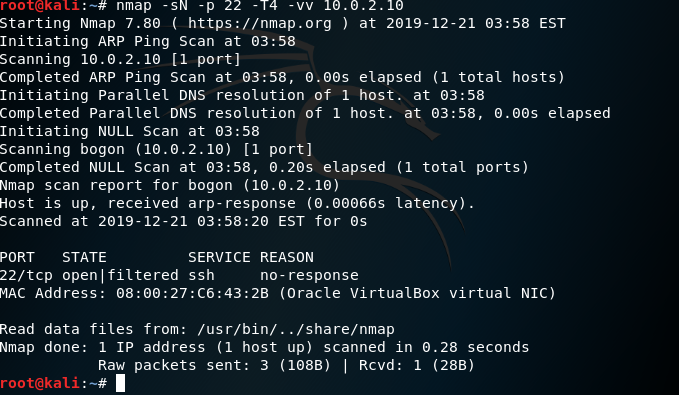 root@kali:~# nmap -sN -p 22 -T4 -vv 10.0.2.10
Starting Nmap 7.80 ( https://nmap.org ) at 2019-12-21 03:58 EST
Initiating ARP Ping Scan at 03:58
Scanning 10.0.2.10 [1 port]
Completed ARP Ping Scan at 03:58, 0.00s elapsed (1 total hosts)
Initiating Parallel DNS resolution of 1 host. at 03:58
Completed Parallel DNS resolution of 1 host. at 03:58, 0.00s elapsed
Initiating NULL Scan at 03:58
Scanning bogon (10.0.2.10) [1 port]
Completed NULL Scan at 03:58, 0.20s elapsed (1 total ports)
Nmap scan report for bogon (10.0.2.10)
Host is up, received arp-response (0.00066s latency).
Scanned at 2019-12-21 03:58:20 EST for 0s

PORT   STATE         SERVICE REASON
22/tcp open|filtered ssh     no-response
MAC Address: 08:00:27:C6:43:2B (Oracle VirtualBox virtual NIC)

Read data files from: /usr/bin/../share/nmap
Nmap done: 1 IP address (1 host up) scanned in 0.28 seconds
           Raw packets sent: 3 (108B) | Rcvd: 1 (28B)
root@kali:~#